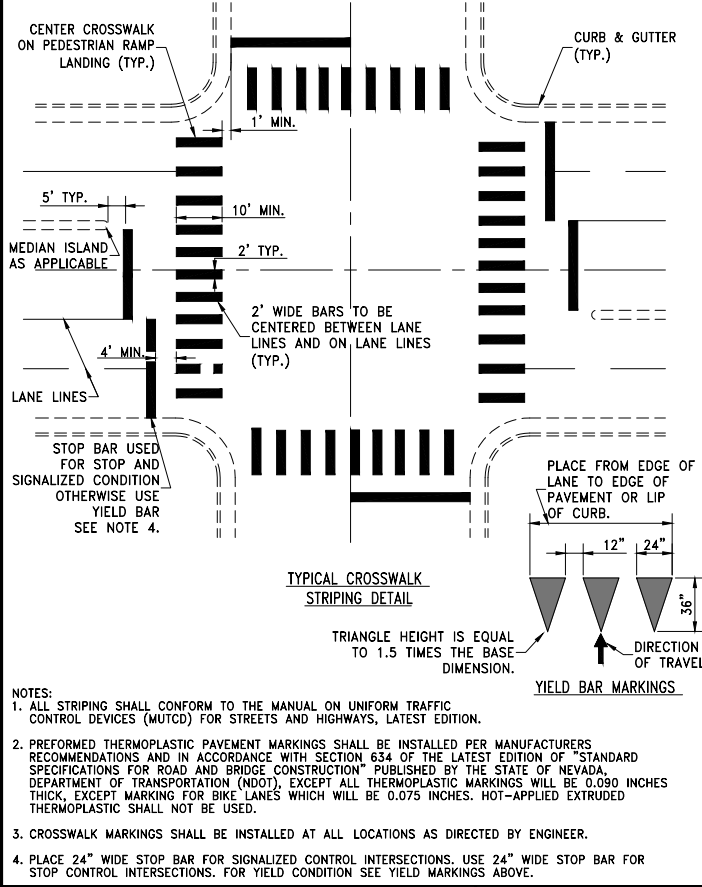 CENTER CROSSWALK
ON PEDESTRIAN RAMP
LANDING (TYP.)
CURB & GUTTER
(TYP.)
1' MIN.
5' TYP.
10' MIN.
MEDIAN ISLAND
AS APPLICABLE
2' TYP.
2' WIDE BARS TO BE
CENTERED BETWEEN LANE
LINES AND ON LANE LINES
(TYP.)
4' MIN.
LANE LINES
STOP BAR USED
FOR STOP AND
SIGNALIZED CONDITION
OTHERWISE USE
YIELD BAR
SEE NOTE 4.
PLACE FROM EDGE OF
LANE TO EDGE OF
PAVEMENT OR LIP
OF CURB.
12"
24"
36"
TYPICAL CROSSWALK
STRIPING DETAIL
TRIANGLE HEIGHT IS EQUAL
TO 1.5 TIMES THE BASE
DIMENSION.
DIRECTION
OF TRAVEL
YIELD BAR MARKINGS
NOTES:
1. ALL STRIPING SHALL CONFORM TO THE MANUAL ON UNIFORM TRAFFIC
CONTROL DEVICES (MUTCD) FOR STREETS AND HIGHWAYS, LATEST EDITION.
2. PREFORMED THERMOPLASTIC PAVEMENT MARKINGS SHALL BE INSTALLED PER MANUFACTURERS
RECOMMENDATIONS AND IN ACCORDANCE WITH SECTION 634 OF THE LATEST EDITION OF "STANDARD
SPECIFICATIONS FOR ROAD AND BRIDGE CONSTRUCTION" PUBLISHED BY THE STATE OF NEVADA,
DEPARTMENT OF TRANSPORTATION (NDOT), EXCEPT ALL THERMOPLASTIC MARKINGS WILL BE 0.090 INCHES
THICK, EXCEPT MARKING FOR BIKE LANES WHICH WILL BE 0.075 INCHES. HOT-APPLIED EXTRUDED
THERMOPLASTIC SHALL NOT BE USED.
3. CROSSWALK MARKINGS SHALL BE INSTALLED AT ALL LOCATIONS AS DIRECTED BY ENGINEER.
4. PLACE 24" WIDE STOP BAR FOR SIGNALIZED CONTROL INTERSECTIONS. USE 24" WIDE STOP BAR FOR
STOP CONTROL INTERSECTIONS. FOR YIELD CONDITION SEE YIELD MARKINGS ABOVE.